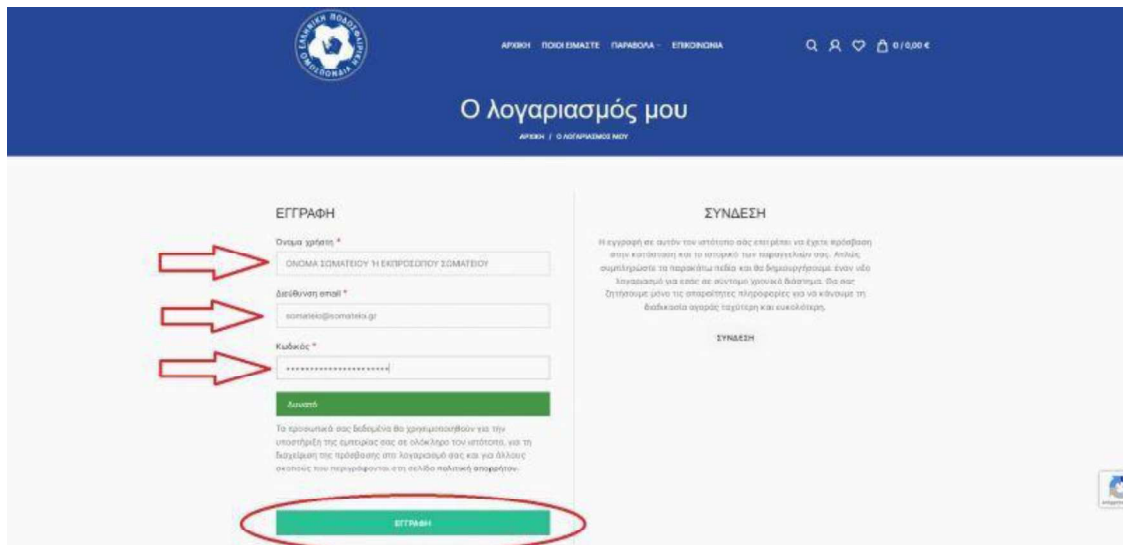 ΕΛΛΗΝΙΚΗ ΠΟΔΟΣΦΑΙΡΙΚΗ ΟΜΟΣΠΟΝΔΙΑ
ΑΡΧΙΚΗ ΠΟΙΟΙ ΕΙΜΑΣΤΕ ΠΑΡΑΒΟΛΑ ΕΠΙΚΟΙΝΩΝΙΑ 0 / 0,00 €
Ο λογαριασμός μου
ΑΡΧΙΚΗ / Ο ΛΟΓΑΡΙΑΣΜΟΣ ΜΟΥ
ΕΓΓΡΑΦΗ
Όνομα χρήστη *
ΟΝΟΜΑ ΣΩΜΑΤΕΙΟΥ Ή ΕΚΠΡΟΣΩΠΟΥ ΣΩΜΑΤΕΙΟΥ
Διεύθυνση email *
somateio@somateio.gr
Κωδικός *
Δυνατό
Τα προσωπικά σας δεδομένα θα χρησιμοποιηθούν για την
υποστήριξη της εμπειρίας σας σε ολόκληρο τον ιστότοπο, για τη
διαχείριση της πρόσβασης στο λογαριασμό σας και για άλλους
σκοπούς που περιγράφονται στη σελίδα πολιτική απορρήτου.
ΕΓΓΡΑΦΗ
ΣΥΝΔΕΣΗ
Η εγγραφή σε αυτόν τον ιστότοπο σάς επιτρέπει να έχετε πρόσβαση
στην κατάσταση και το ιστορικό των παραγγελιών σας. Απλώς
συμπληρώστε τα παρακάτω πεδία και θα δημιουργήσουμε έναν νέο
λογαριασμό για εσάς σε σύντομο χρονικό διάστημα. Θα σας
ζητήσουμε μόνο τις απαραίτητες πληροφορίες για να κάνουμε τη
διαδικασία αγοράς ταχύτερη και ευκολότερη.
ΣΥΝΔΕΣΗ